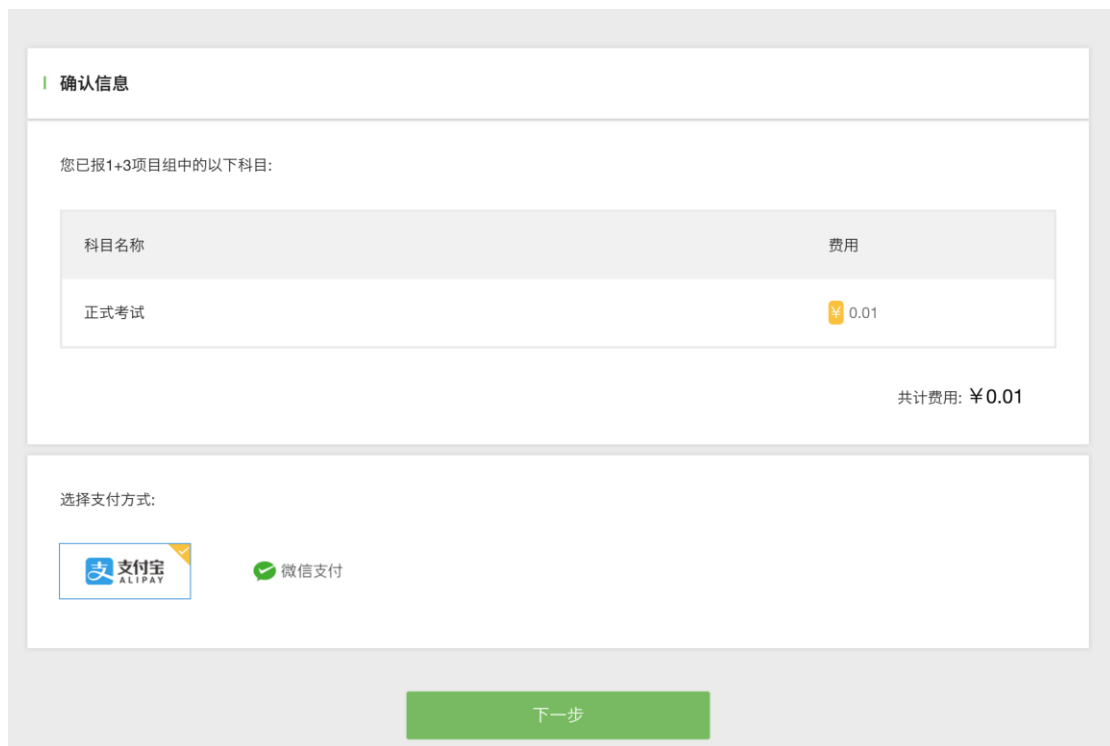 确认信息
您已报1+3项目组中的以下科目:
科目名称 费用
正式考试 ¥ 0.01
共计费用: ￥0.01
选择支付方式:
支 支付宝 微信支付
ALIPAY
下一步